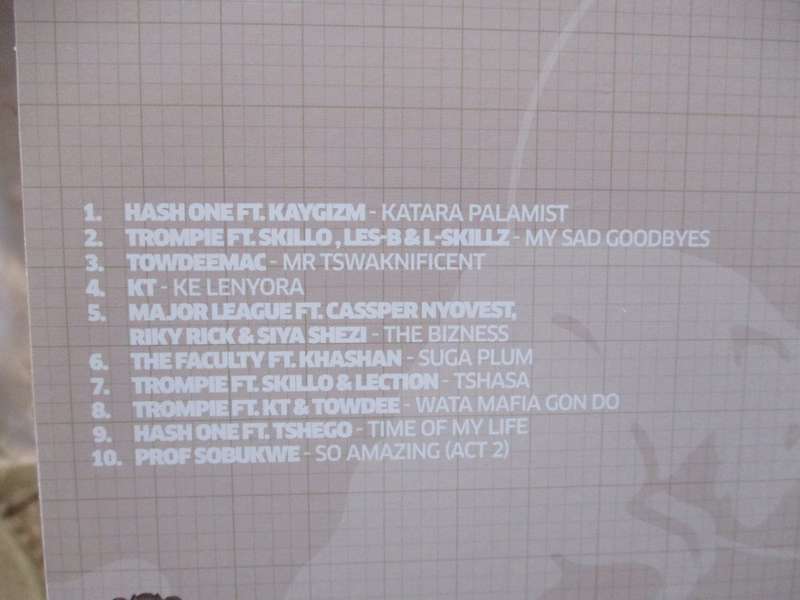 1. HASH ONE FT. KAYGIZM - KATARA PALAMIST
2. TROMPIE FT. SKILLO , LES-B & L-SKILLZ - MY SAD GOODBYES
3. TOWDEEMAC - MR TSWAKNIFICENT
4. KT - KE LENYORA
5. MAJOR LEAGUE FT. CASSPER NYOVEST,
RIKY RICK & SIYA SHEZI - THE BIZNESS
6. THE FACULTY FT. KHASHAN - SUGA PLUM
7. TROMPIE FT. SKILLO & LECTION - TSHASA
8. TROMPIE FT. KT & TOWDEE - WATA MAFIA GON DO
9. HASH ONE FT. TSHEGO - TIME OF MY LIFE
10. PROF SOBUKWE - SO AMAZING (ACT 2)